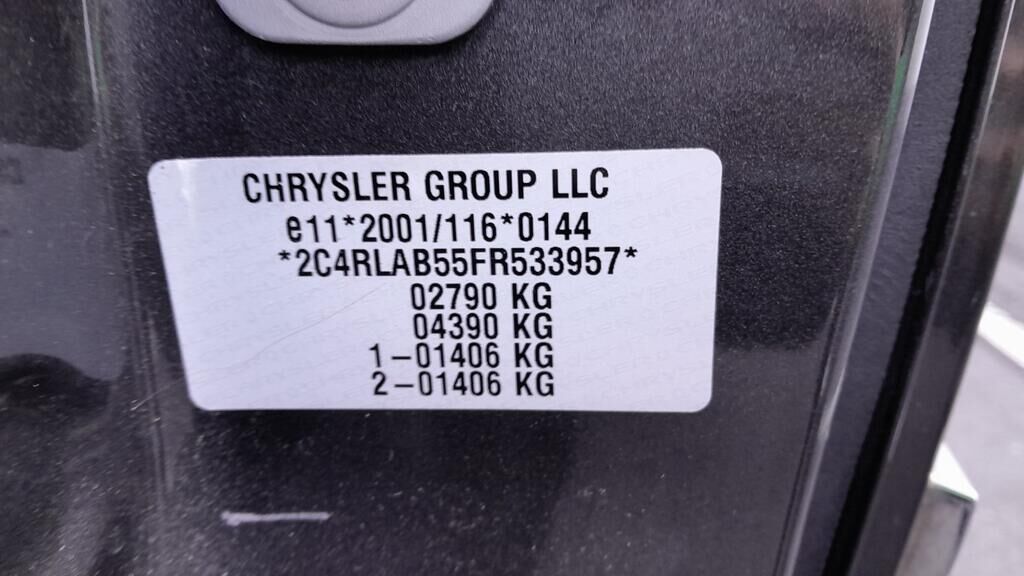 CHRYSLER GROUP LLC
e11*2001/116*0144
*2C4RLAB55FR533957*
02790 KG
04390 KG
1-01406 KG
2-01406 KG